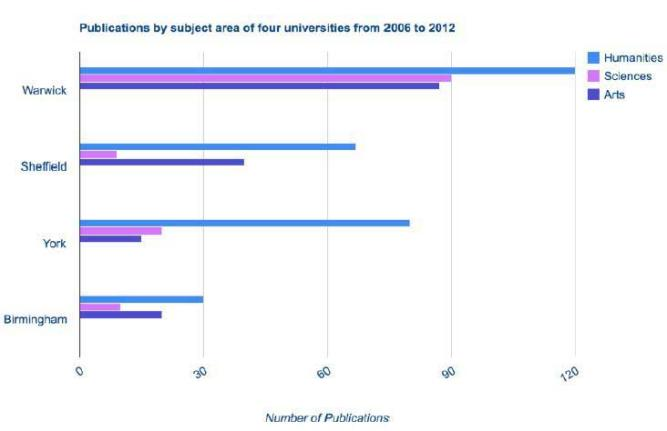 Publications by subject area of four universities from 2006 to 2012
Humanities
Sciences
Arts
Warwick
Sheffield
York
Birmingham
0
30
60
90
120
Number of Publications